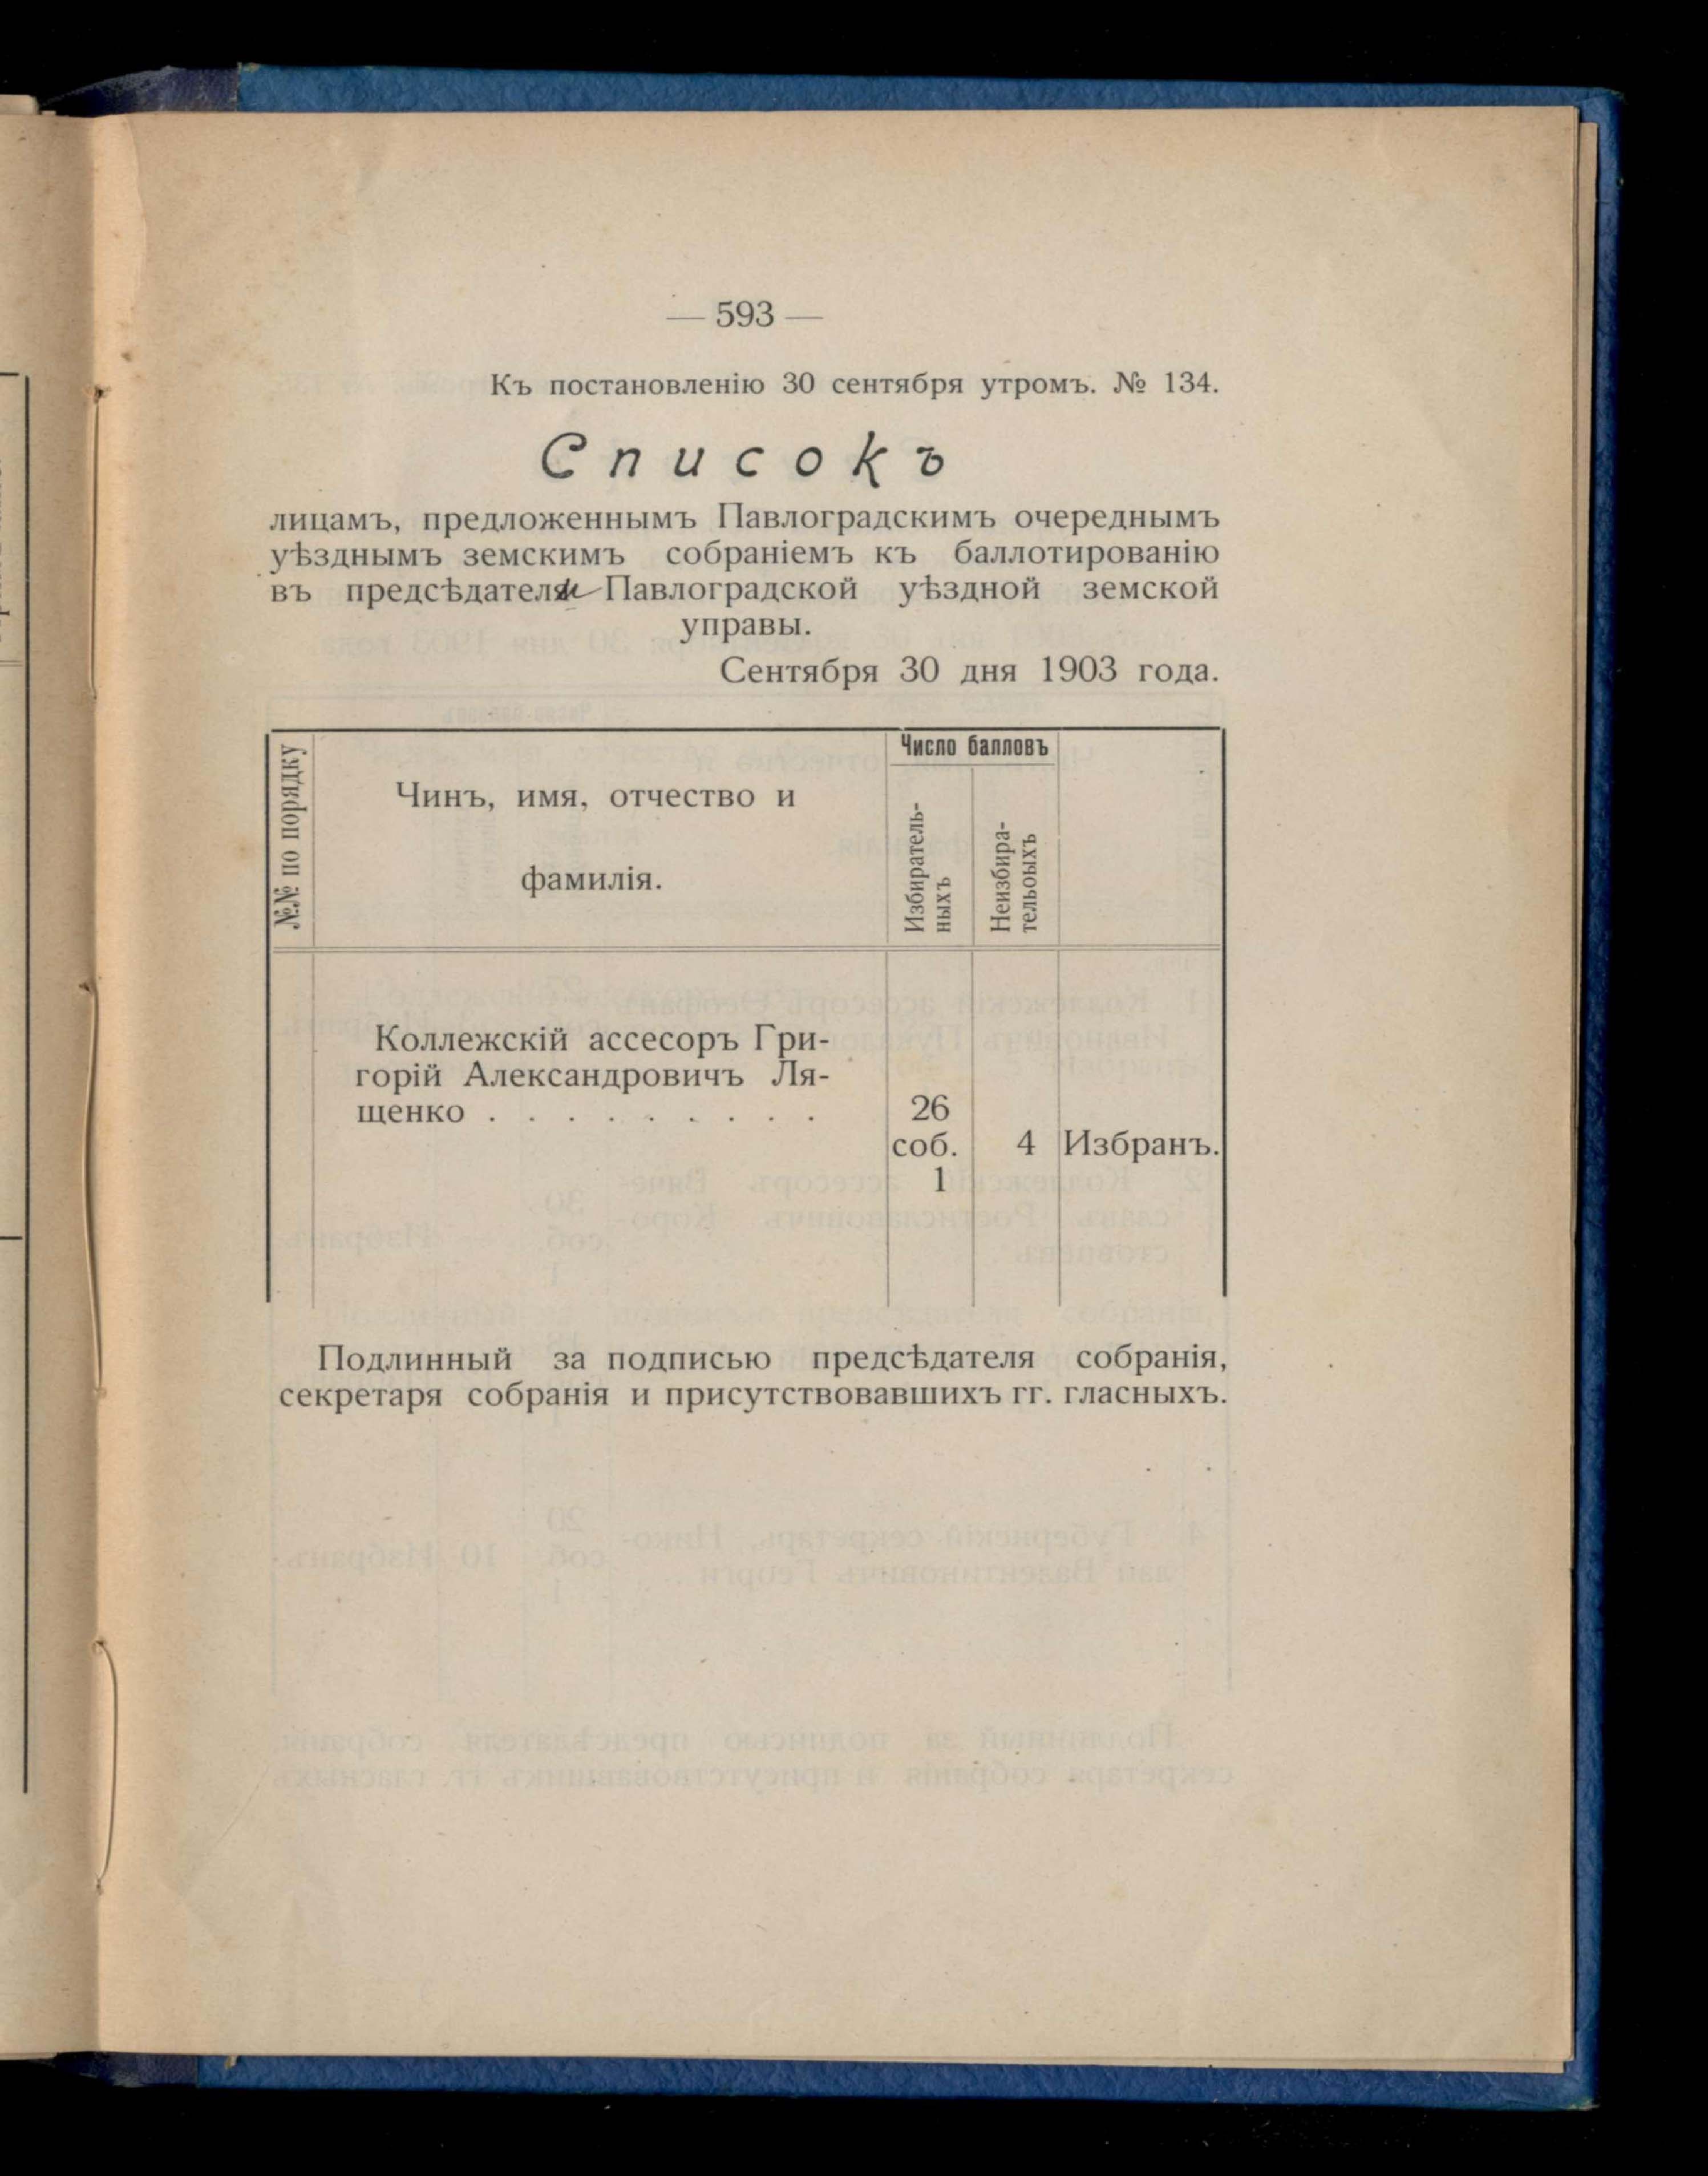 — 593 —
Къ постановленію 30 сентября утромъ. № 134.
Списокъ
лицамъ, предложеннымъ Павлоградскимъ очереднымъ
уѣзднымъ земскимъ собраніемъ къ баллотированію
въ предсѣдатели Павлоградской уѣздной земской
управы.
Сентября 30 дня 1903 года.
№№ по порядку
Чинъ, имя, отчество и
фамилія.
Число балловъ
Избиратель-
ныхъ
Неизбира-
тельоыхъ
Коллежскій ассесоръ Гри-
горій Александровичъ Ля-
щенко . . . . . . . . . 26
соб. 4 Избранъ.
1
Подлинный за подписью предсѣдателя собранія,
секретаря собранія и присутствовавшихъ гг. гласныхъ.